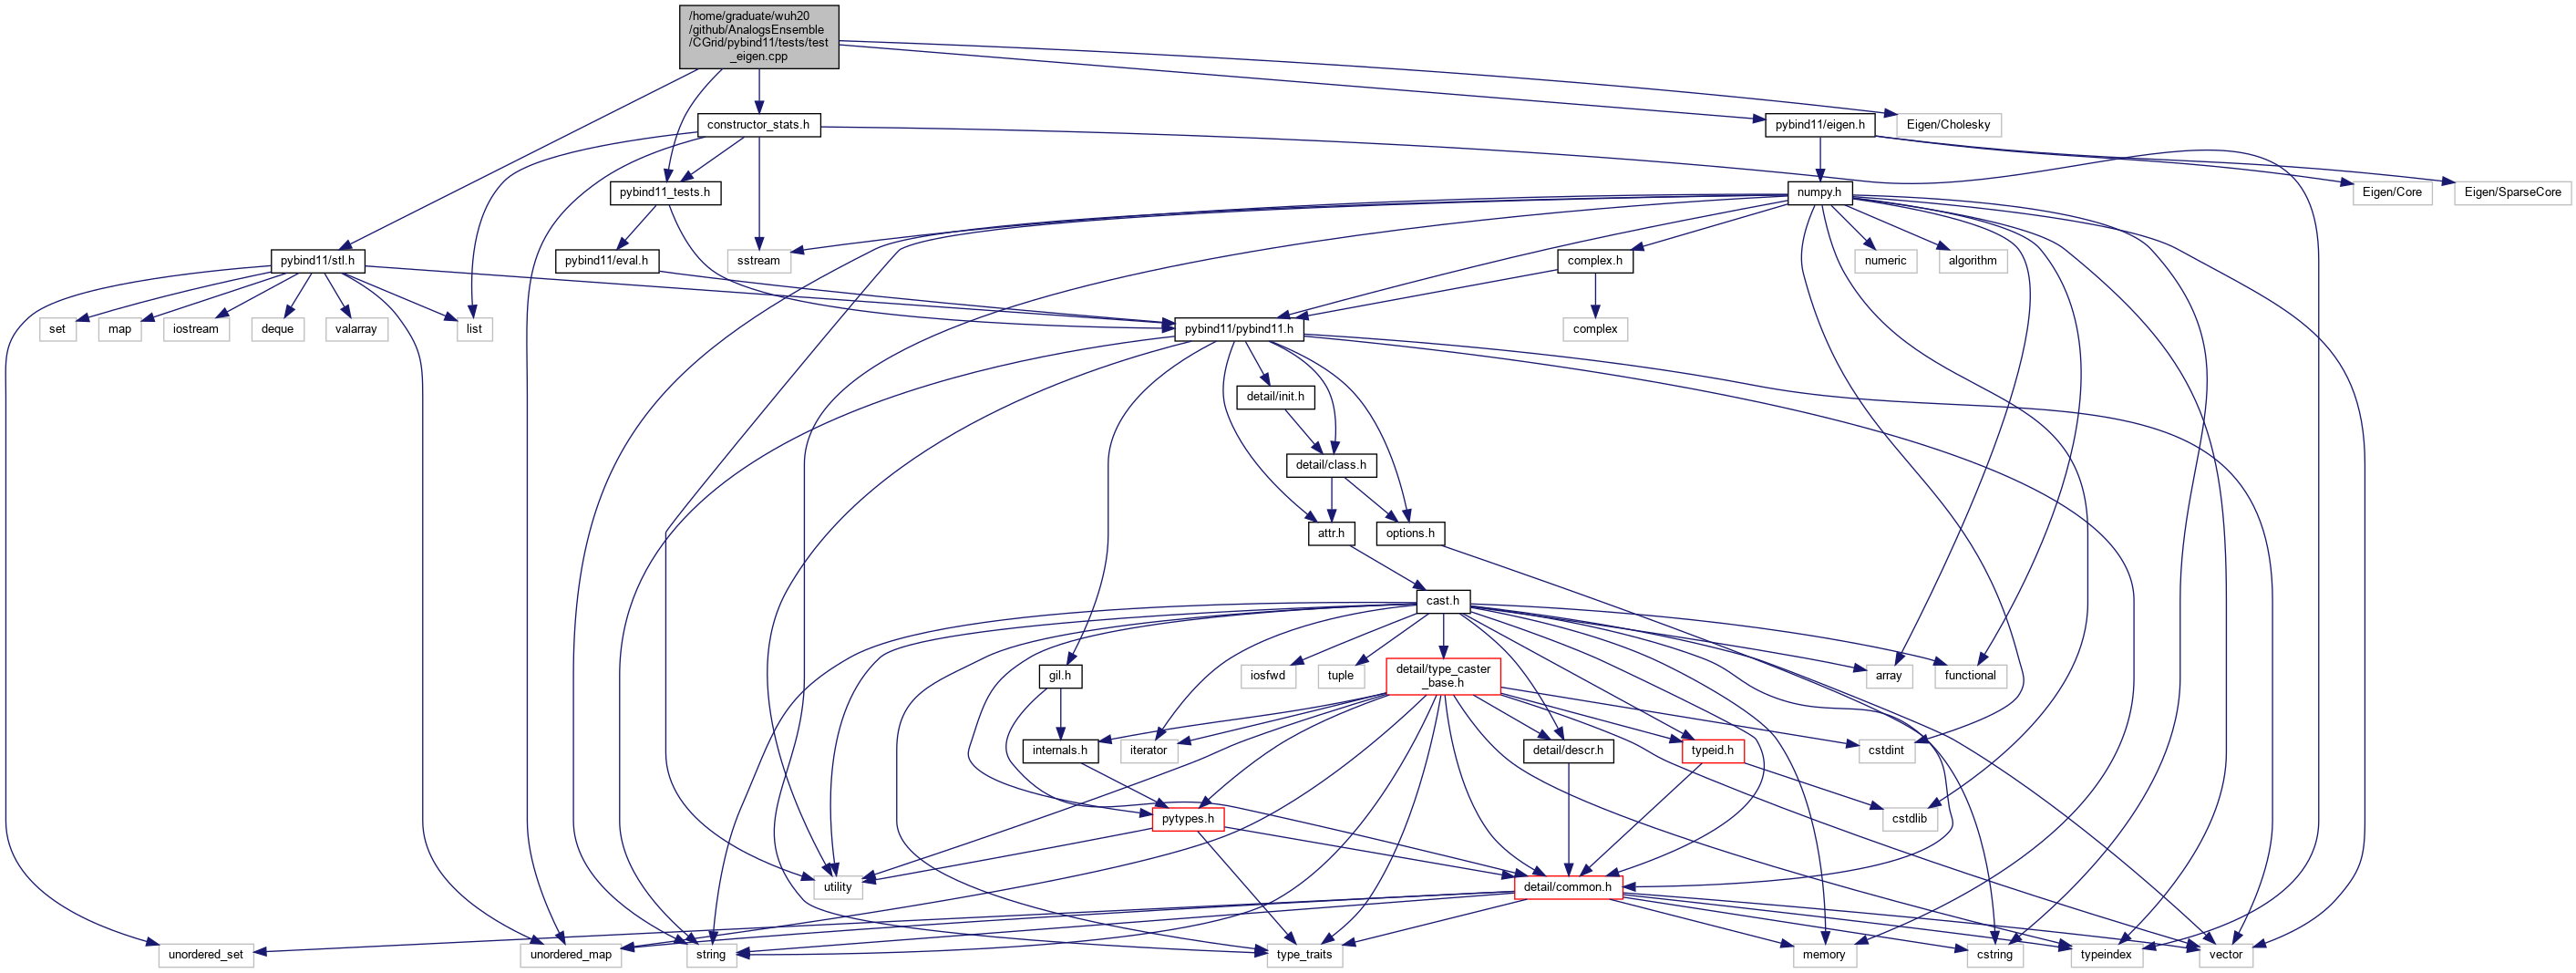 /home/graduate/wuh20
/github/AnalogsEnsemble
/CGrid/pybind11/tests/test
_eigen.cpp
constructor_stats.h
pybind11/eigen.h
Eigen/Cholesky
pybind11_tests.h
numpy.h
Eigen/Core
Eigen/SparseCore
pybind11/stl.h
pybind11/eval.h
sstream
complex.h
numeric
algorithm
set
map
iostream
deque
valarray
list
pybind11/pybind11.h
complex
detail/init.h
detail/class.h
attr.h
options.h
cast.h
gil.h
iosfwd
tuple
detail/type_caster
_base.h
array
functional
internals.h
iterator
detail/descr.h
typeid.h
cstdint
pytypes.h
cstdlib
utility
detail/common.h
unordered_set
unordered_map
string
type_traits
memory
cstring
typeindex
vector